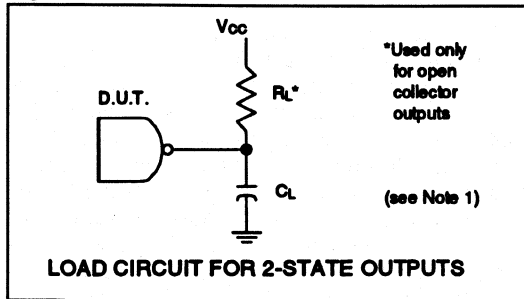 Vcc
*Used only
for open
collector
outputs
D.U.T.
RL*
CL
(see Note 1)
LOAD CIRCUIT FOR 2-STATE OUTPUTS